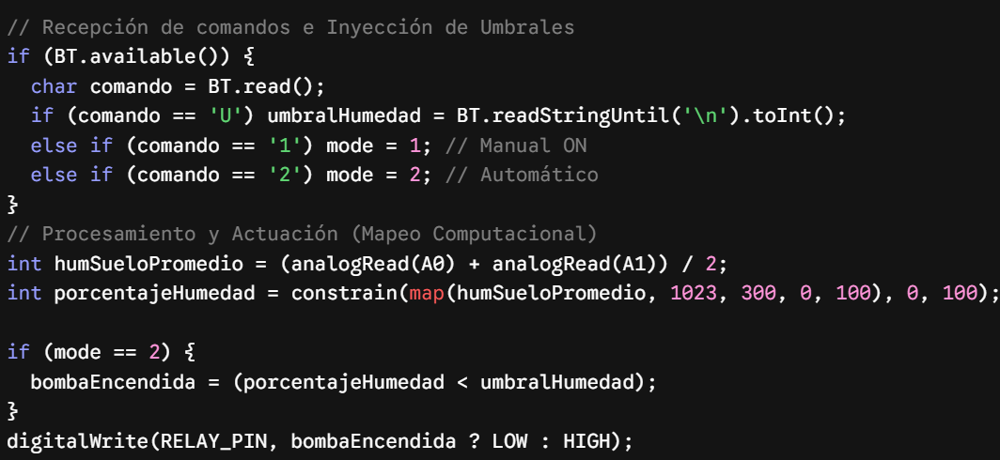 // Recepción de comandos e Inyección de Umbrales
if (BT.available()) {
  char comando = BT.read();
  if (comando == 'U') umbralHumedad = BT.readStringUntil('\n').toInt();
  else if (comando == '1') mode = 1; // Manual ON
  else if (comando == '2') mode = 2; // Automático
}
// Procesamiento y Actuación (Mapeo Computacional)
int humSueloPromedio = (analogRead(A0) + analogRead(A1)) / 2;
int porcentajeHumedad = constrain(map(humSueloPromedio, 1023, 300, 0, 100), 0, 100);

if (mode == 2) {
  bombaEncendida = (porcentajeHumedad < umbralHumedad);
}
digitalWrite(RELAY_PIN, bombaEncendida ? LOW : HIGH);